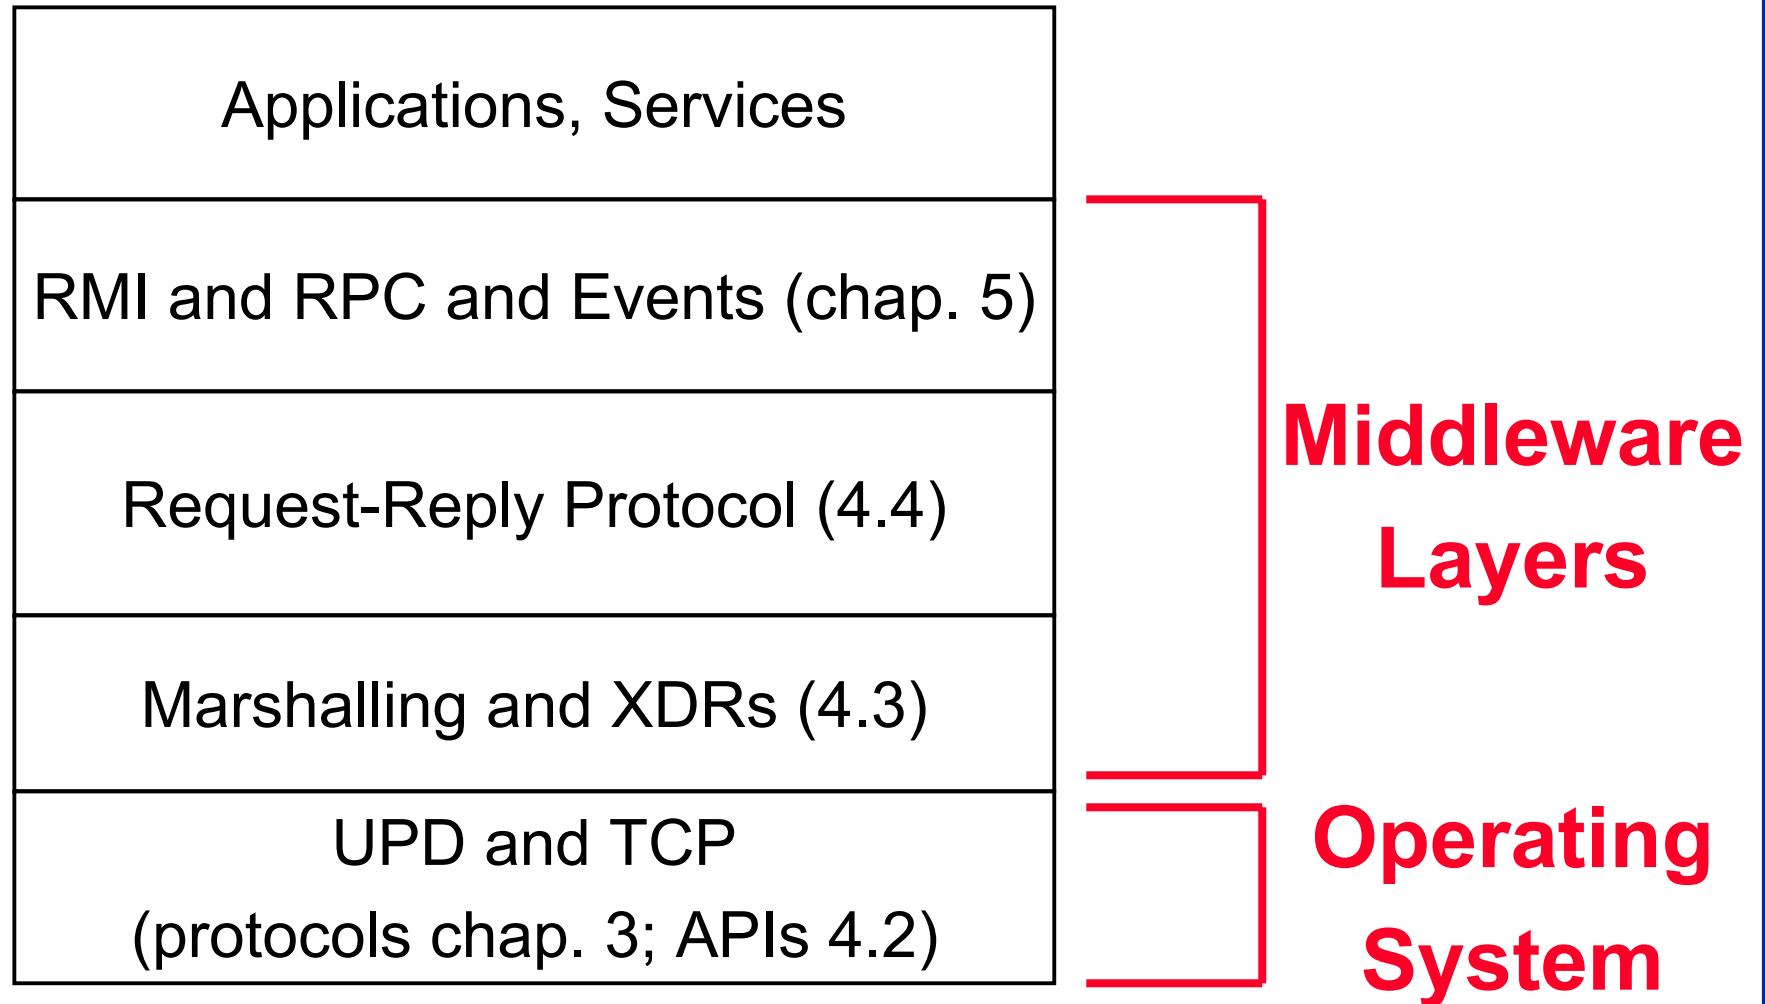 Applications, Services
RMI and RPC and Events (chap. 5)
Request-Reply Protocol (4.4)
Marshalling and XDRs (4.3)
UPD and TCP
(protocols chap. 3; APIs 4.2)
Middleware
Layers
Operating
System